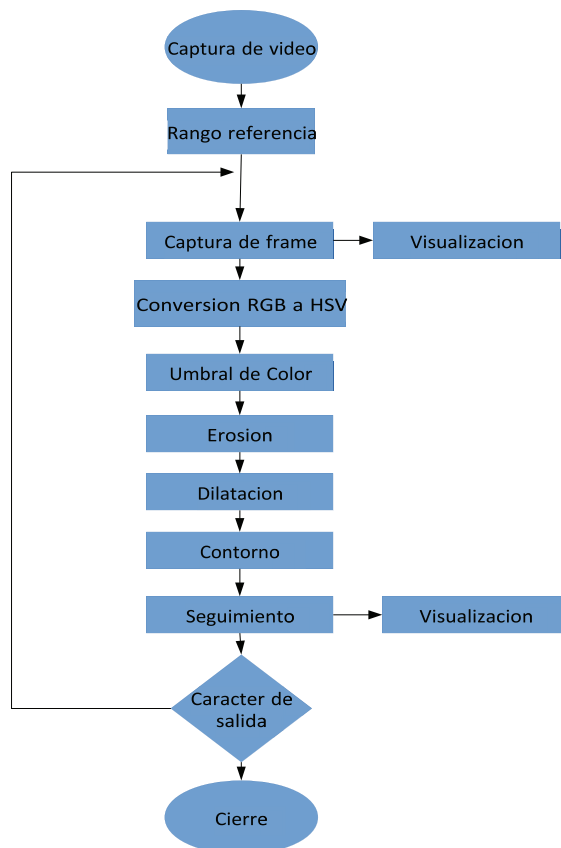 Captura de video
Rango referencia
Captura de frame
Visualizacion
Conversion RGB a HSV
Umbral de Color
Erosion
Dilatacion
Contorno
Seguimiento
Visualizacion
Caracter de
salida
Cierre